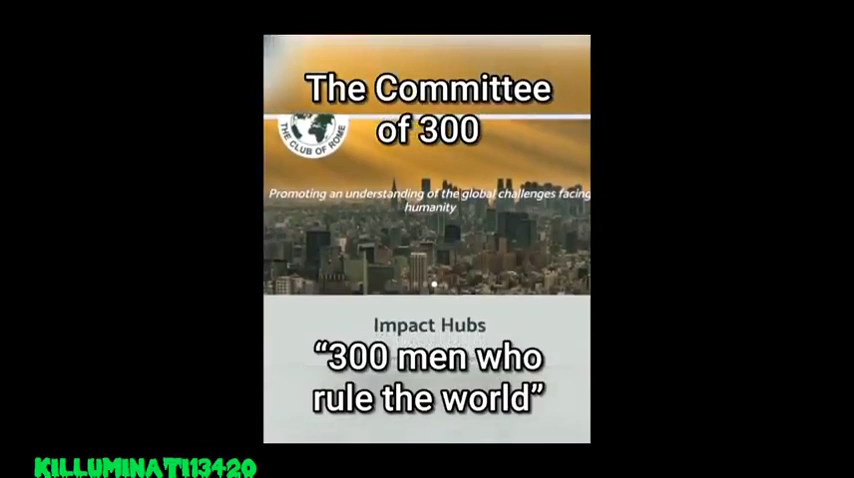 The Committee
of 300
THE CLUB OF ROME
Promoting an understanding of the global challenges facing
humanity
Impact Hubs
“300 men who
rule the world”
KILLUMINATI13420